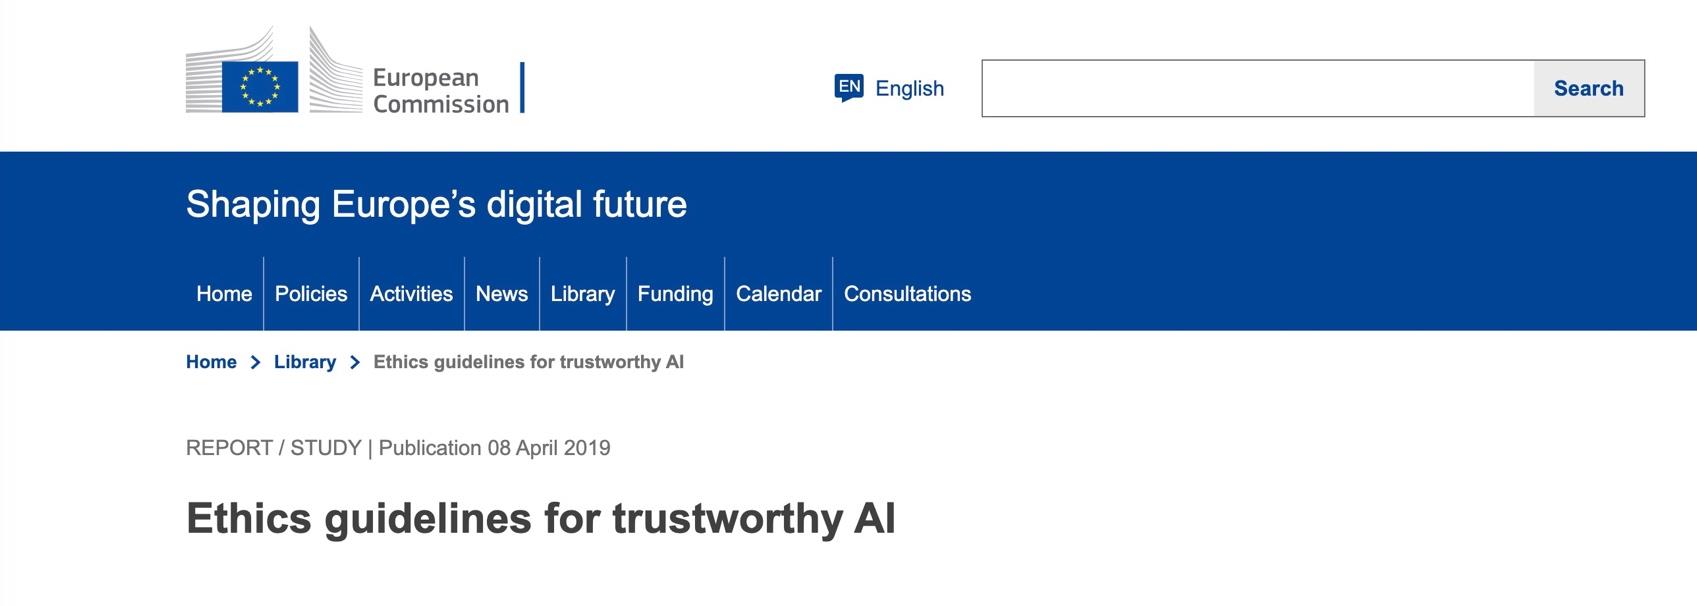 European
Commission
EN English
Search
Shaping Europe’s digital future
Home Policies Activities News Library Funding Calendar Consultations
Home > Library > Ethics guidelines for trustworthy AI
REPORT / STUDY | Publication 08 April 2019
Ethics guidelines for trustworthy AI